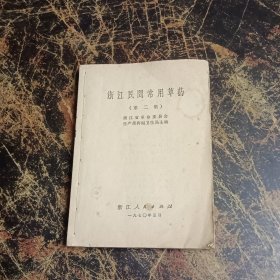 浙江民间常用草药
（第二集）
浙江省革命委员会
生产指挥组卫生局主编
浙江人民出版社
一九七〇年五月